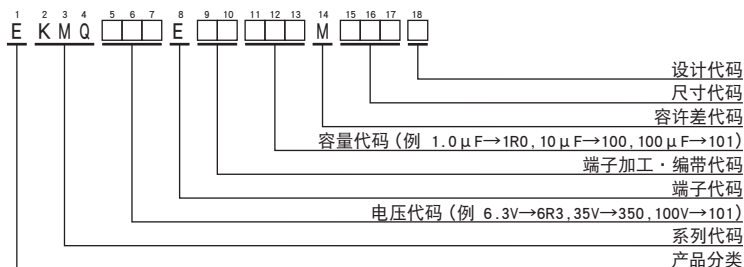 1 2 3 4 5 6 7 8 9 10 11 12 13 14 15 16 17 18
E KMQ □□□ E □□ □□□ M □□□ □
设计代码
尺寸代码
容许差代码
容量代码(例 1.0μF→1R0,10μF→100,100μF→101)
端子加工・编带代码
端子代码
电压代码(例 6.3V→6R3,35V→350,100V→101)
系列代码
产品分类